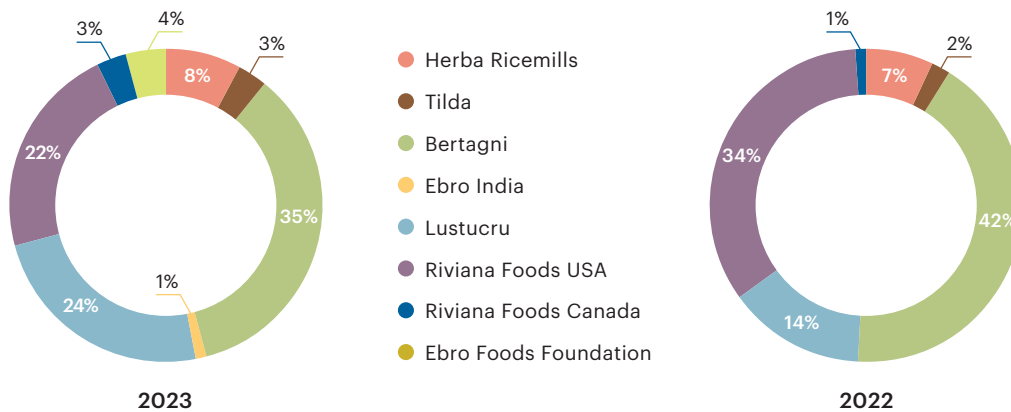 4%
3%
3%
8%
35%
1%
24%
22%
2023
Herba Ricemills
Tilda
Bertagni
Ebro India
Lustucru
Riviana Foods USA
Riviana Foods Canada
Ebro Foods Foundation
1%
2%
7%
42%
14%
34%
2022